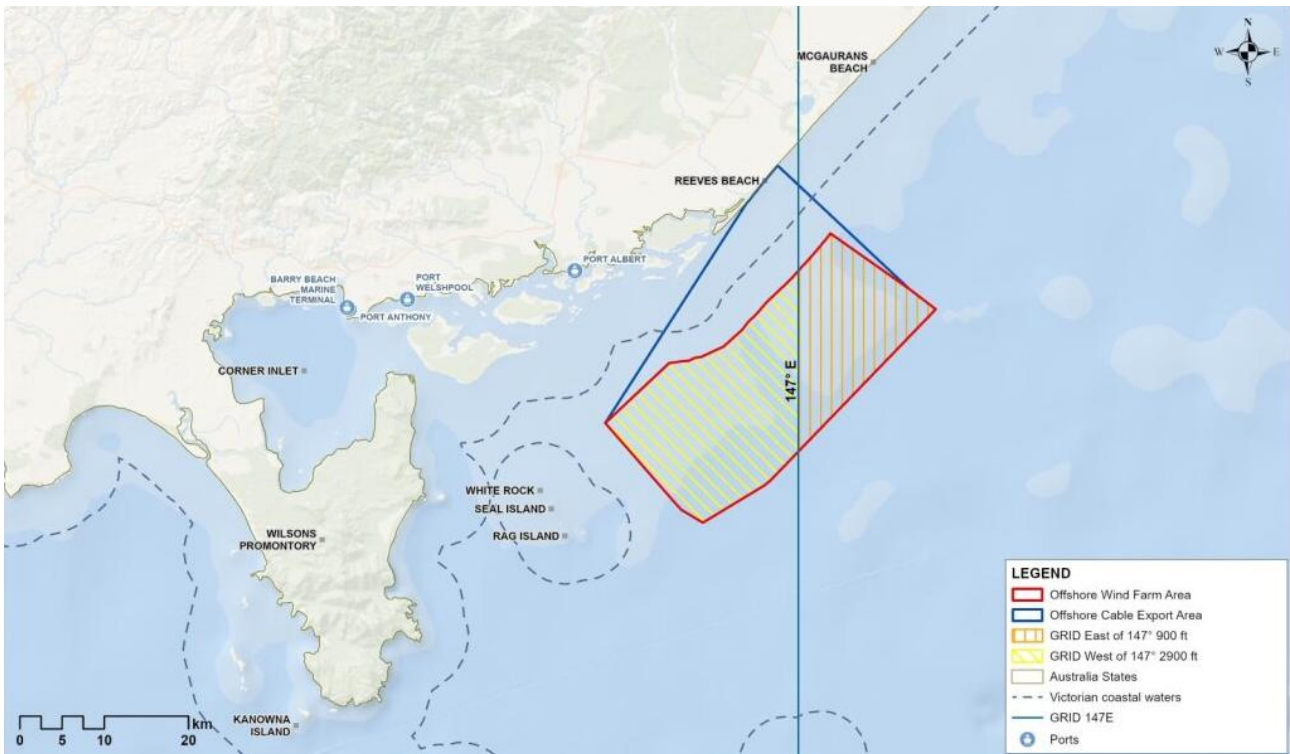 N
W
E
S
MCGAURANS
BEACH
REEVES BEACH
PORT ALBERT
BARRY BEACH
MARINE
TERMINAL
PORT
WELSHPOOL
PORT ANTHONY
CORNER INLET
147° E
WHITE ROCK
SEAL ISLAND
RAG ISLAND
WILSONS
PROMONTORY
KANOWNA
ISLAND
km
0 5 10 20
LEGEND
Offshore Wind Farm Area
Offshore Cable Export Area
GRID East of 147° 900 ft
GRID West of 147° 2900 ft
Australia States
Victorian coastal waters
GRID 147E
Ports